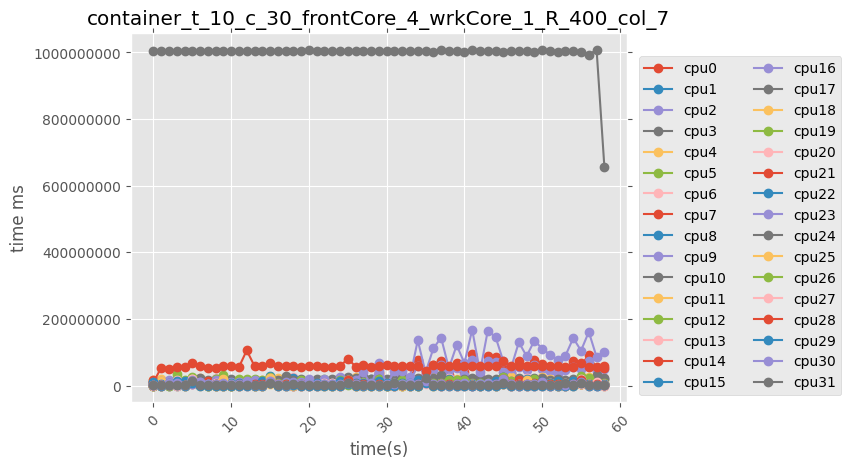 container_t_10_c_30_frontCore_4_wrkCore_1_R_400_col_7
time ms
1000000000
800000000
600000000
400000000
200000000
0
0
10
20
30
40
50
60
time(s)
cpu0
cpu1
cpu2
cpu3
cpu4
cpu5
cpu6
cpu7
cpu8
cpu9
cpu10
cpu11
cpu12
cpu13
cpu14
cpu15
cpu16
cpu17
cpu18
cpu19
cpu20
cpu21
cpu22
cpu23
cpu24
cpu25
cpu26
cpu27
cpu28
cpu29
cpu30
cpu31